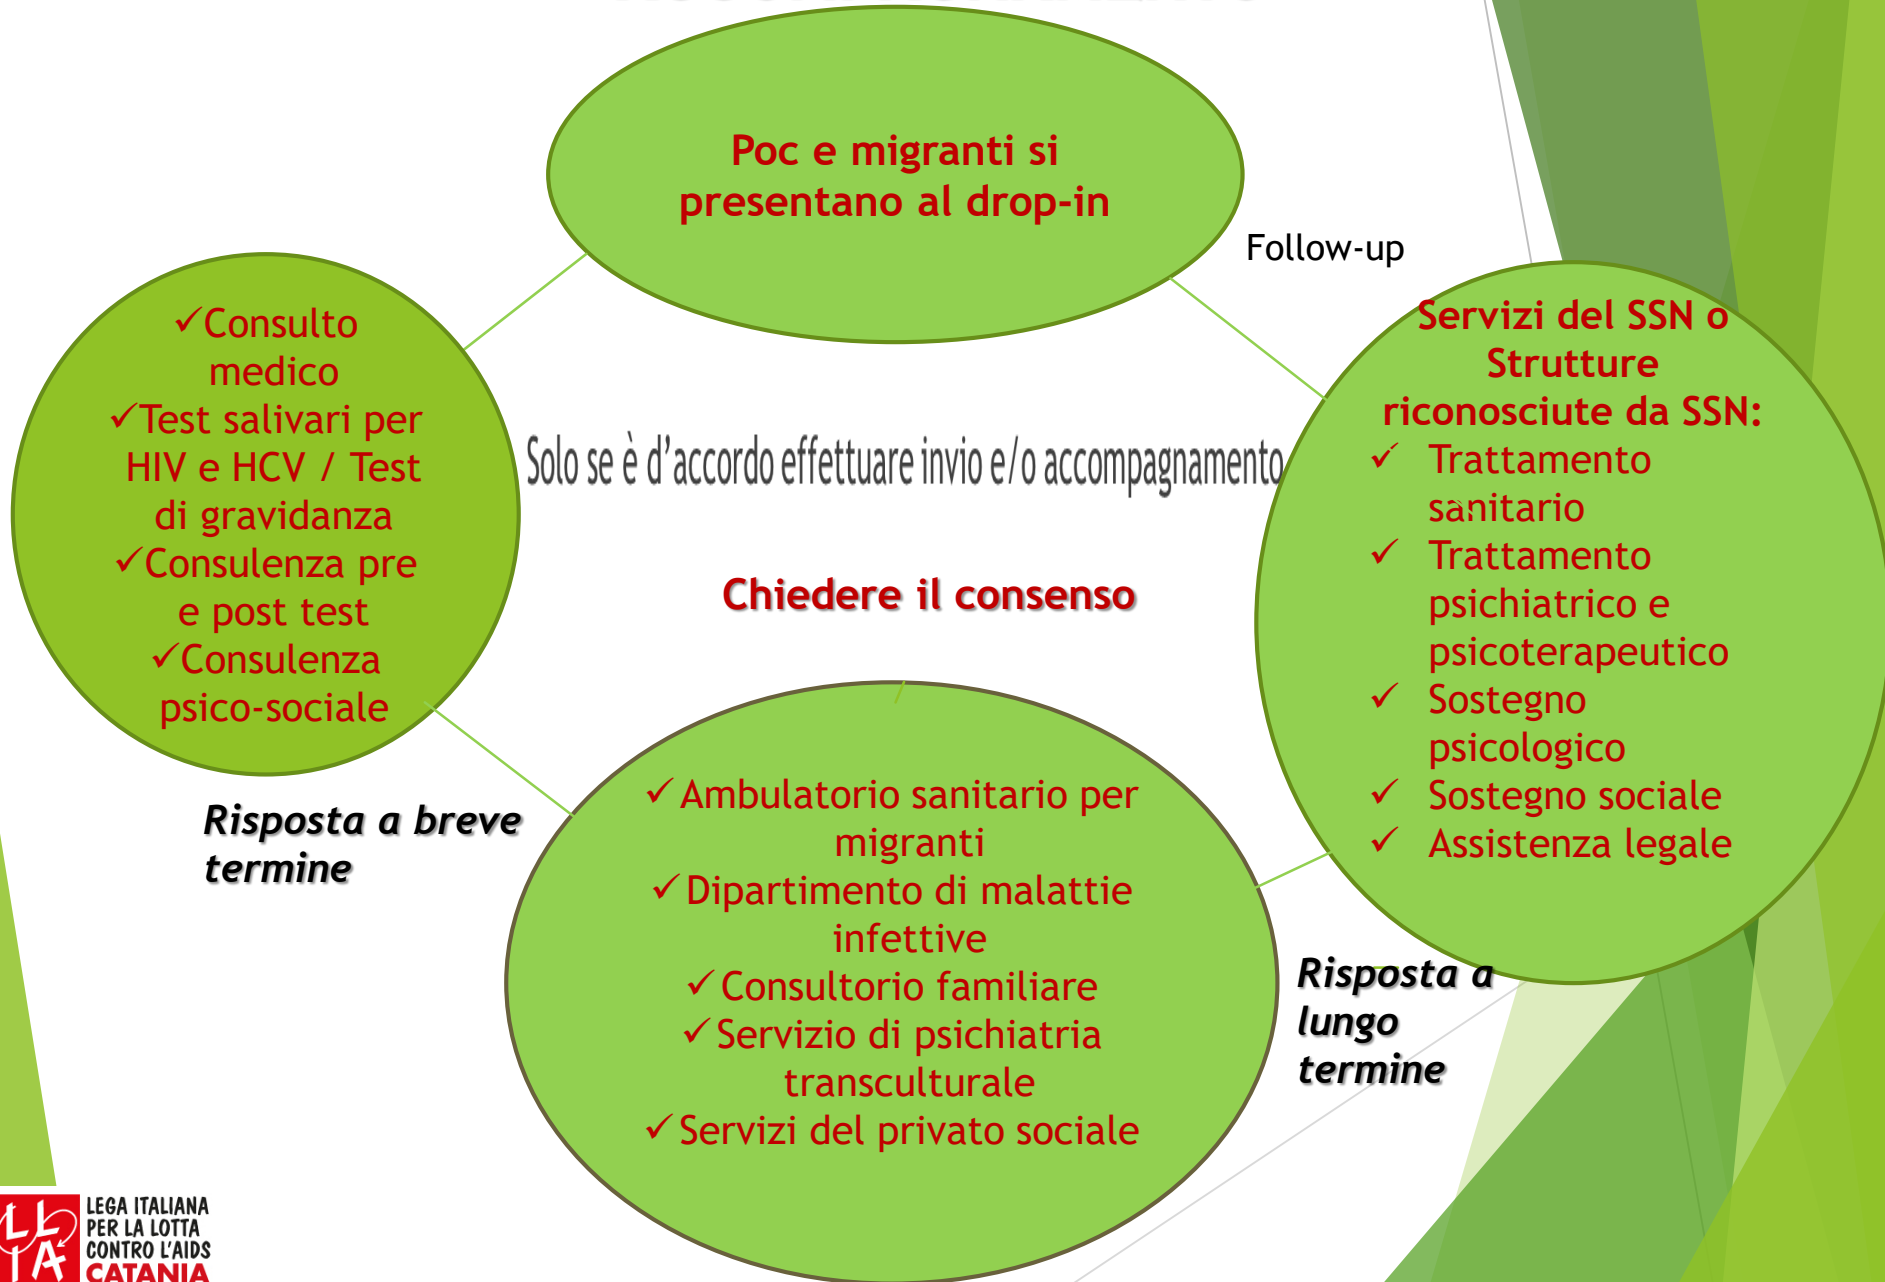 Poc e migranti si
presentano al drop-in
Follow-up
✓Consulto
medico
✓Test salivari per
HIV e HCV / Test
di gravidanza
✓Consulenza pre
e post test
✓Consulenza
psico-sociale
Servizi del SSN o
Strutture
riconosciute da SSN:
✓ Trattamento
sanitario
✓ Trattamento
psichiatrico e
psicoterapeutico
✓ Sostegno
psicologico
✓ Sostegno sociale
✓ Assistenza legale
Solo se è d'accordo effettuare invio e/o accompagnamento
Chiedere il consenso
Risposta a breve
termine
✓Ambulatorio sanitario per
migranti
✓Dipartimento di malattie
infettive
✓Consultorio familiare
✓Servizio di psichiatria
transculturale
✓Servizi del privato sociale
Risposta a
lungo
termine
LILA
LEGA ITALIANA
PER LA LOTTA
CONTRO L'AIDS
CATANIA